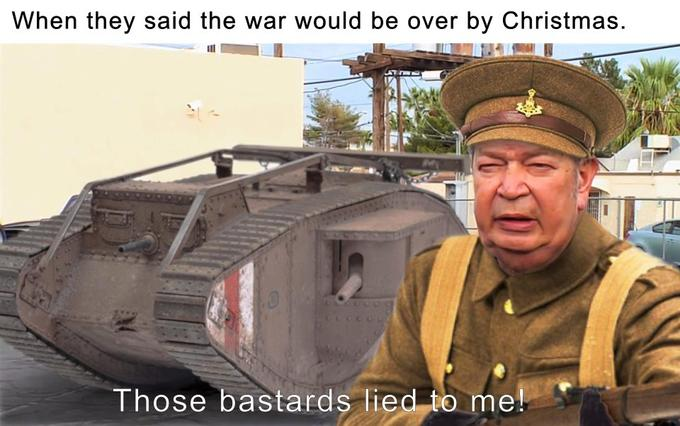 When they said the war would be over by Christmas.
Those bastards lied to me!